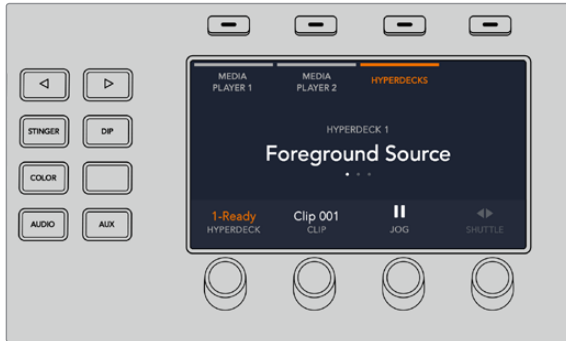 MEDIA
PLAYER 1
MEDIA
PLAYER 2
HYPERDECKS
STINGER
DIP
HYPERDECK 1
Foreground Source
COLOR
1-Ready
HYPERDECK
Clip 001
CLIP
JOG
SHUTTLE
AUDIO
AUX